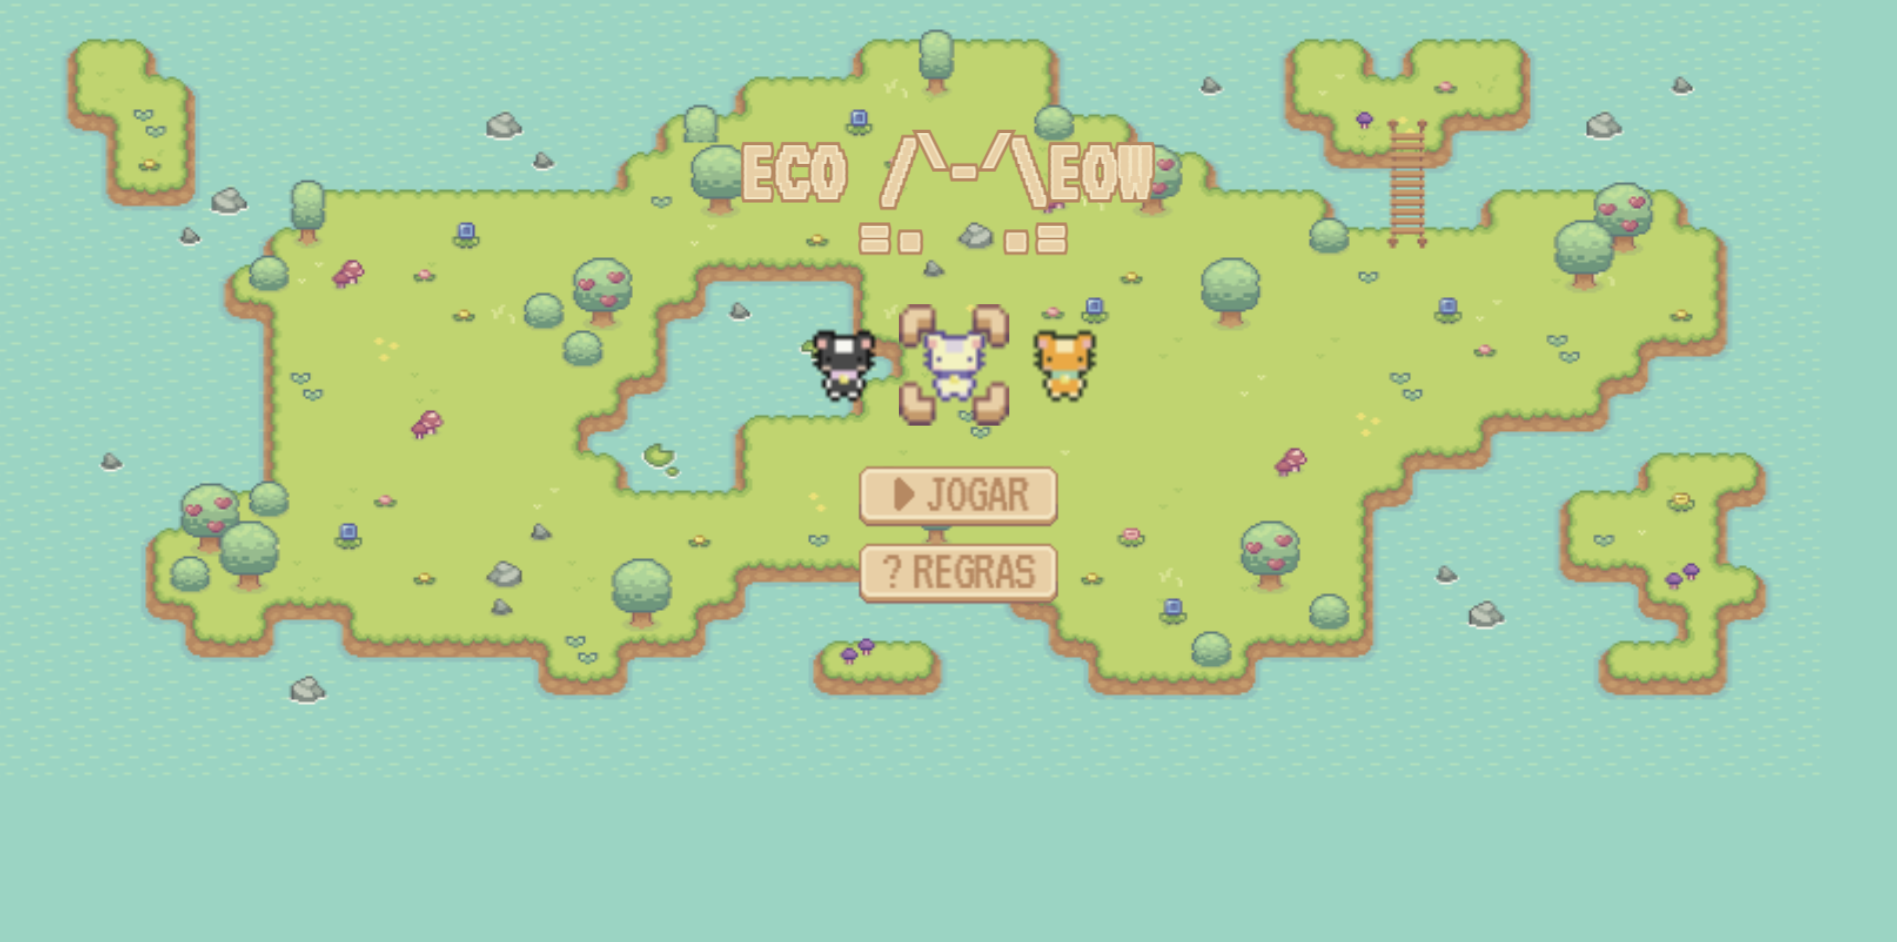 ECO /\-/\EOW
=. .=
▶ JOGAR
? REGRAS